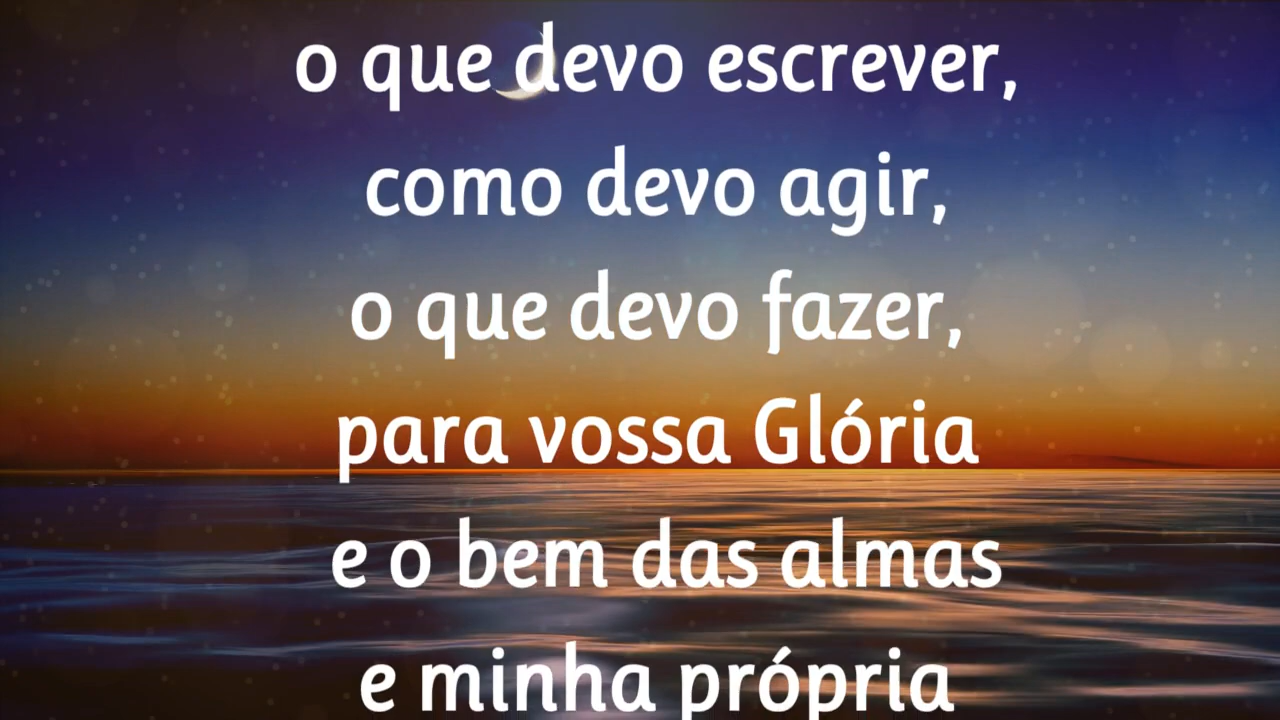 o que devo escrever,
como devo agir,
o que devo fazer,
para vossa Glória
e o bem das almas
e minha própria